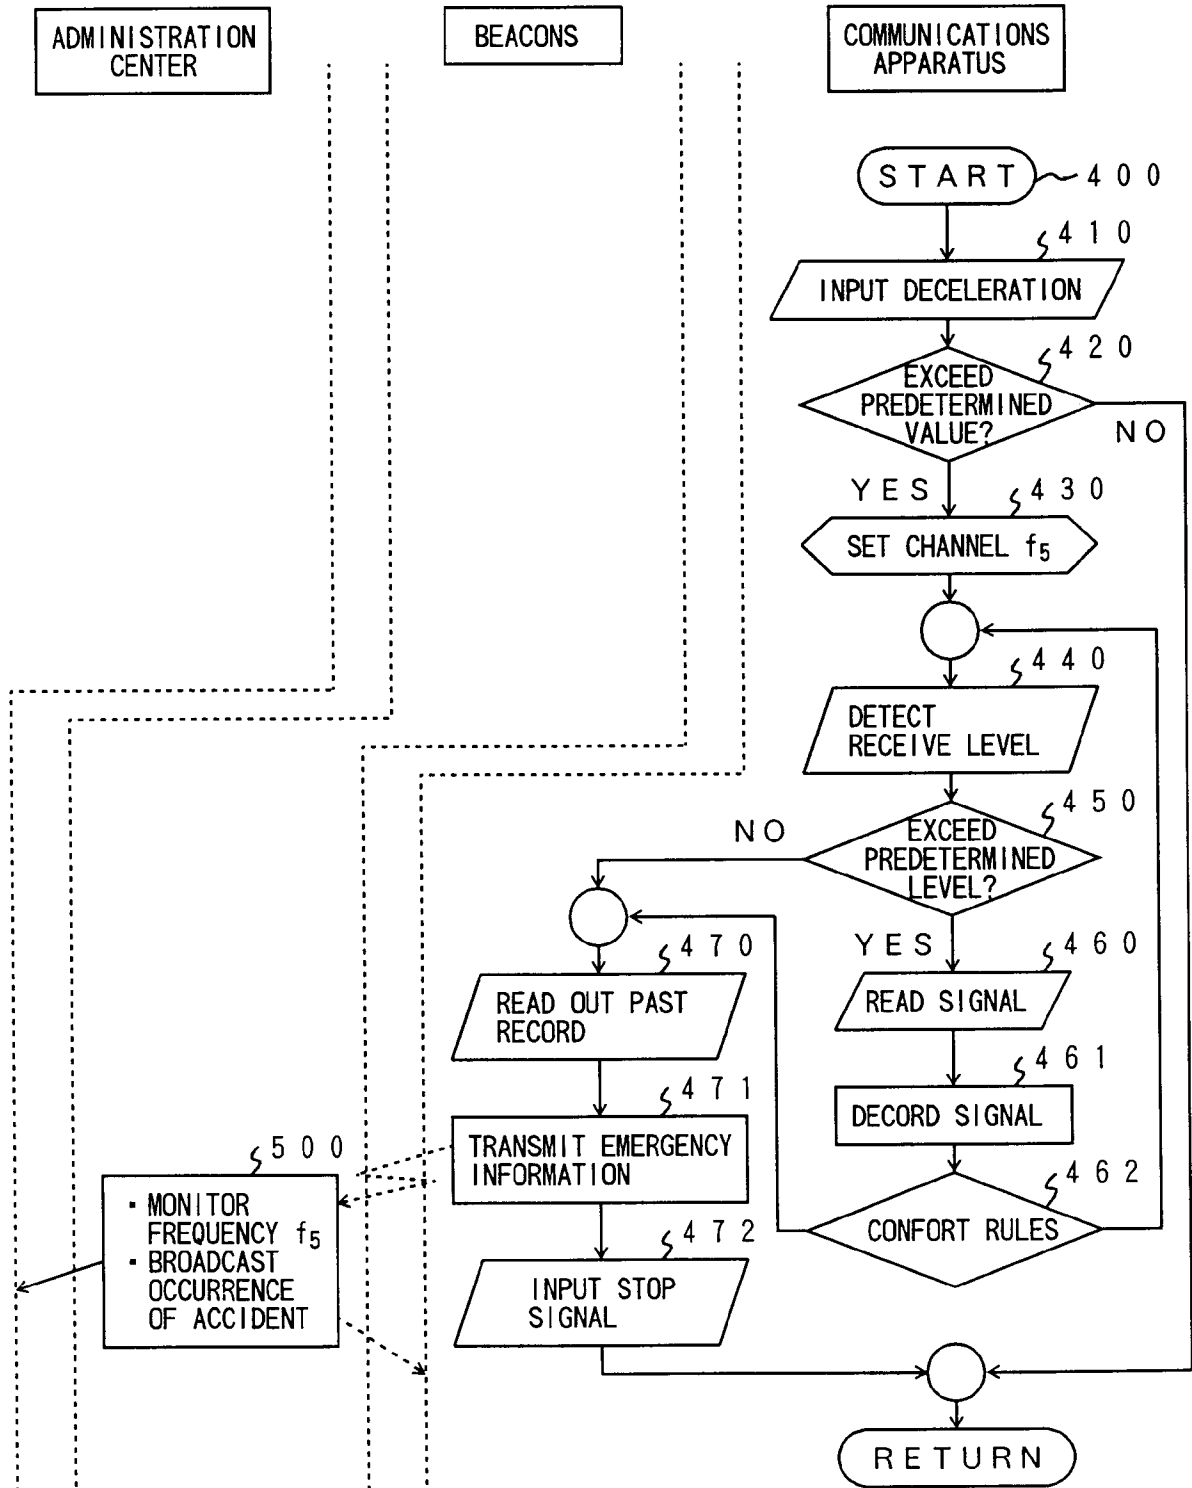 ADMINISTRATION
CENTER
BEACONS
COMMUNICATIONS
APPARATUS
START
400
410
INPUT DECELERATION
420
EXCEED
PREDETERMINED
VALUE?
NO
YES
430
SET CHANNEL f5
440
DETECT
RECEIVE LEVEL
450
EXCEED
PREDETERMINED
LEVEL?
NO
YES
460
READ SIGNAL
470
READ OUT PAST
RECORD
461
DECORD SIGNAL
471
TRANSMIT EMERGENCY
INFORMATION
462
CONFORT RULES
500
▪ MONITOR
FREQUENCY f5
▪ BROADCAST
OCCURRENCE
OF ACCIDENT
472
INPUT STOP
SIGNAL
RETURN